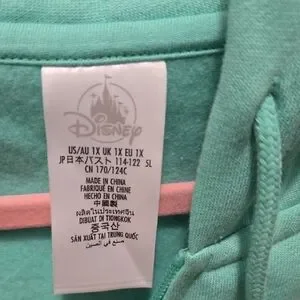 Disney
US/AU 1X UK 1X EU 1X
JP日本バスト 114-122 5L
CN 170/124C
MADE IN CHINA
FABRIQUÉ EN CHINE
HECHO EN CHINA
中國製
ผลิตในประเทศจีน
DIBUAT DI TIONGKOK
중국산
SẢN XUẤT TẠI TRUNG QUỐC
صنع في الصين